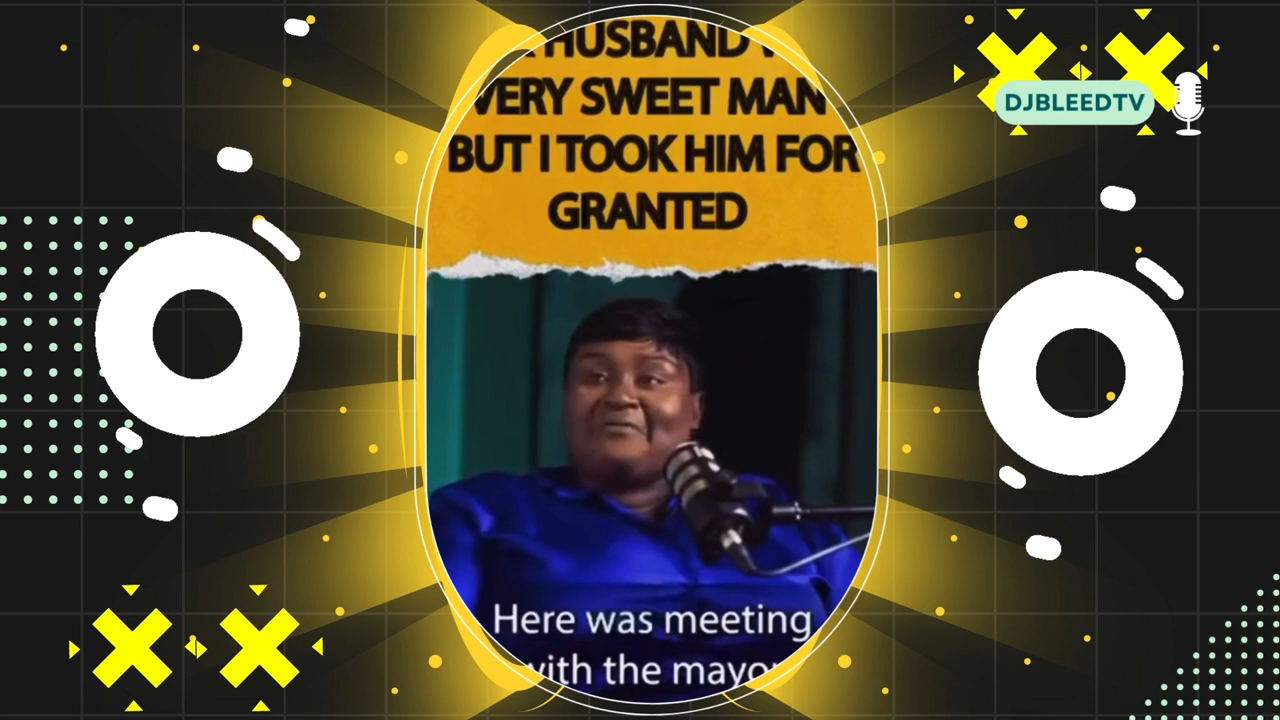 HUSBAND
VERY SWEET MAN
BUT I TOOK HIM FOR
GRANTED
DJBLEEDTV
Here was meeting
with the mayor